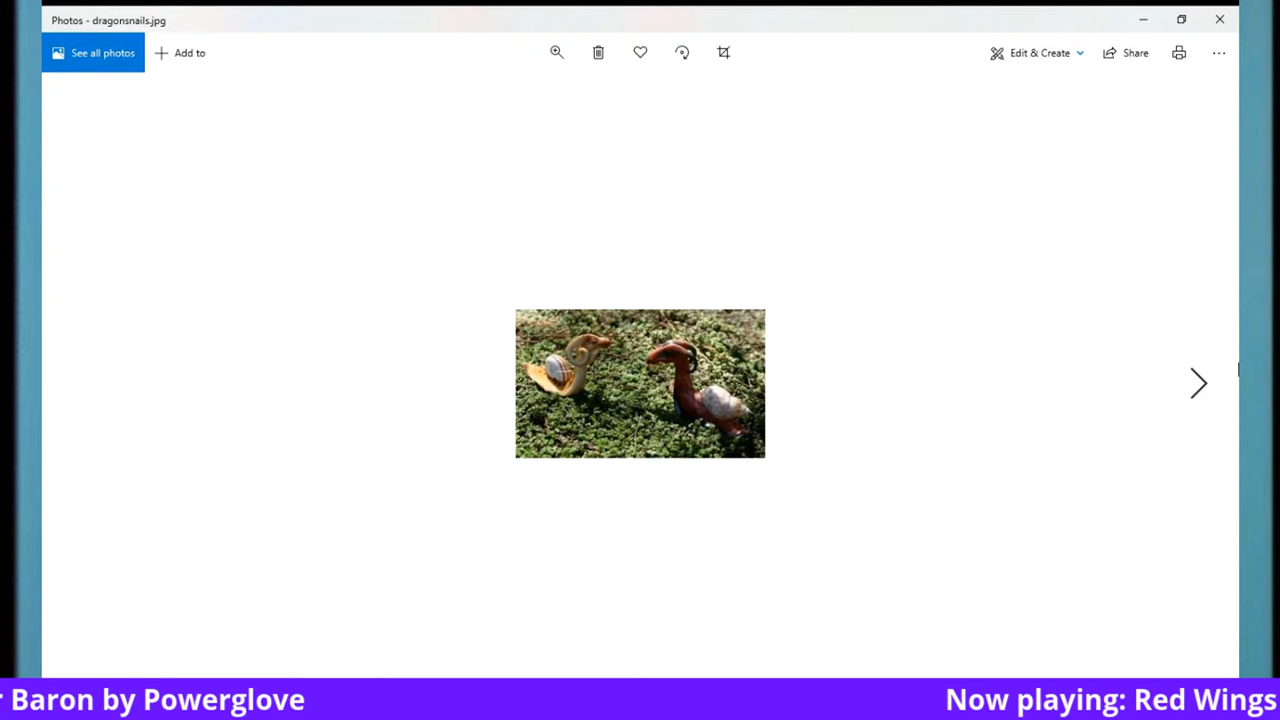 Photos - dragonsnails.jpg
See all photos
Add to
Edit & Create
Share
Baron by Powerglove
Now playing: Red Wings